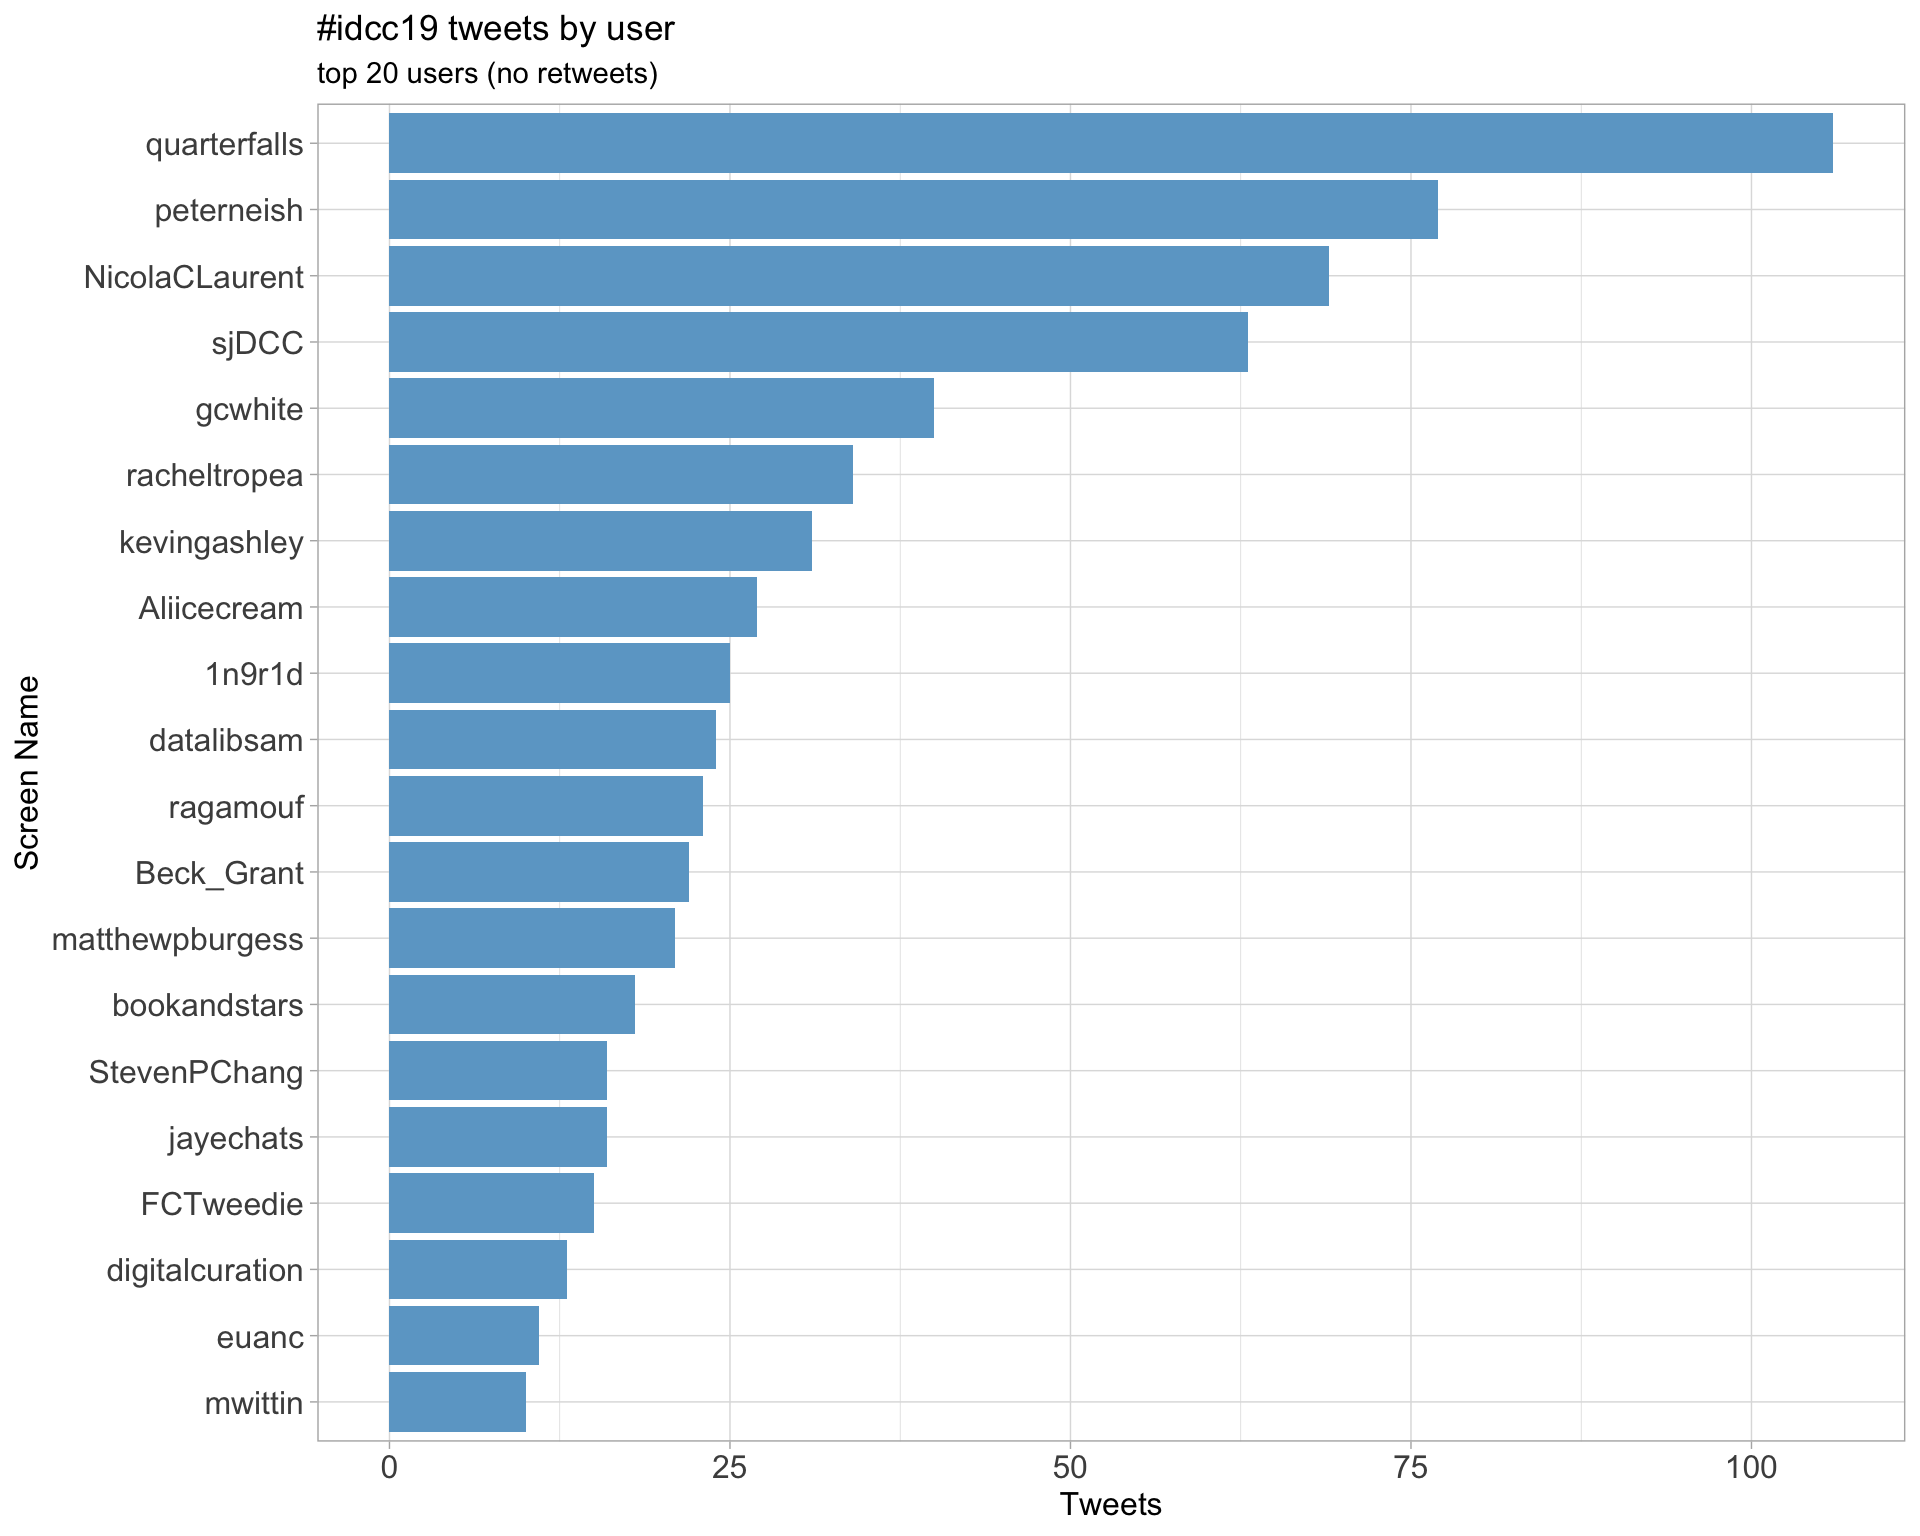 #idcc19 tweets by user
top 20 users (no retweets)
quarterfalls
peterneish
NicolaCLaurent
sjDCC
gcwhite
racheltropea
kevingashley
Aliicecream
1n9r1d
datalibsam
ragamouf
Beck_Grant
matthewpburgess
bookandstars
StevenPChang
jayechats
FCTweedie
digitalcuration
euanc
mwittin
Screen Name
0 25 50 75 100
Tweets